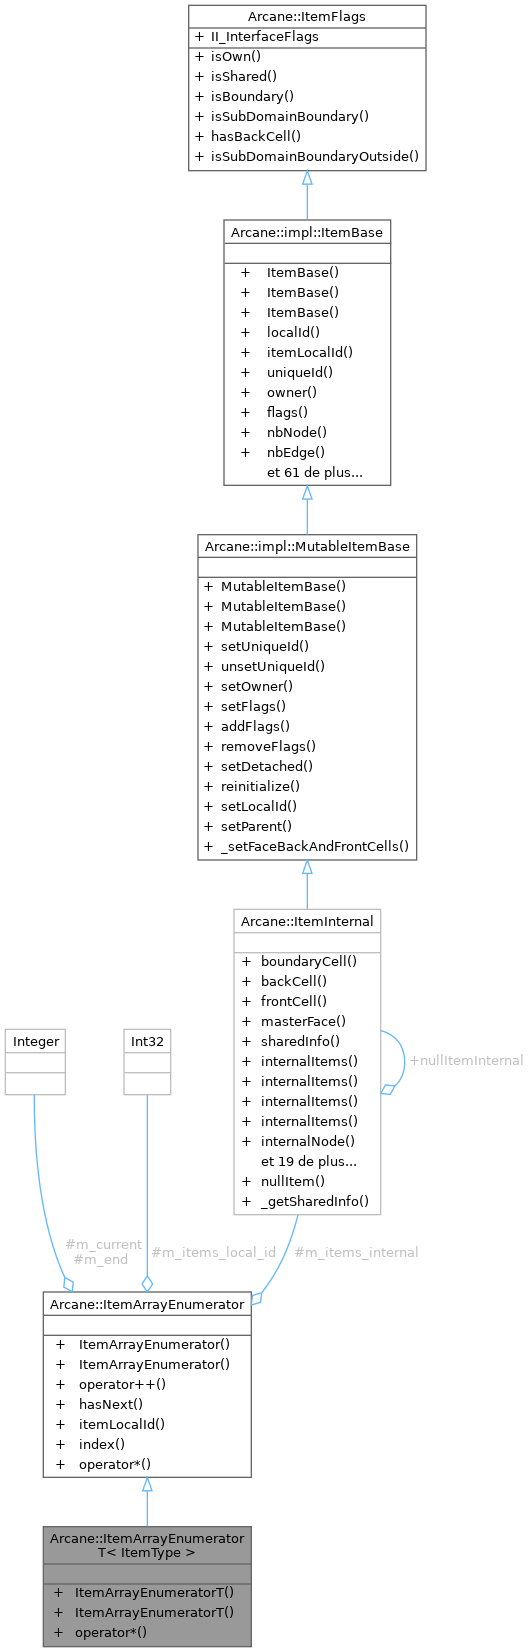 Arcane::ItemFlags
+ II_InterfaceFlags
+ isOwn()
+ isShared()
+ isBoundary()
+ isSubDomainBoundary()
+ hasBackCell()
+ isSubDomainBoundaryOutside()
Arcane::impl::ItemBase
+ ItemBase()
+ ItemBase()
+ ItemBase()
+ localId()
+ itemLocalId()
+ uniqueId()
+ owner()
+ flags()
+ nbNode()
+ nbEdge()
et 61 de plus...
Arcane::impl::MutableItemBase
+ MutableItemBase()
+ MutableItemBase()
+ MutableItemBase()
+ setUniqueId()
+ unsetUniqueId()
+ setOwner()
+ setFlags()
+ addFlags()
+ removeFlags()
+ setDetached()
+ reinitialize()
+ setLocalId()
+ setParent()
+ _setFaceBackAndFrontCells()
Arcane::ItemInternal
+ boundaryCell()
+ backCell()
+ frontCell()
+ masterFace()
+ sharedInfo()
+ internalItems()
+ internalItems()
+ internalItems()
+ internalItems()
+ internalNode()
et 19 de plus...
+ nullItem()
+ _getSharedInfo()
+nullItemInternal
Integer
Int32
#m_current
#m_end
#m_items_local_id
#m_items_internal
Arcane::ItemArrayEnumerator
+ ItemArrayEnumerator()
+ ItemArrayEnumerator()
+ operator++()
+ hasNext()
+ itemLocalId()
+ index()
+ operator*()
Arcane::ItemArrayEnumerator
T< ItemType >
+ ItemArrayEnumeratorT()
+ ItemArrayEnumeratorT()
+ operator*()